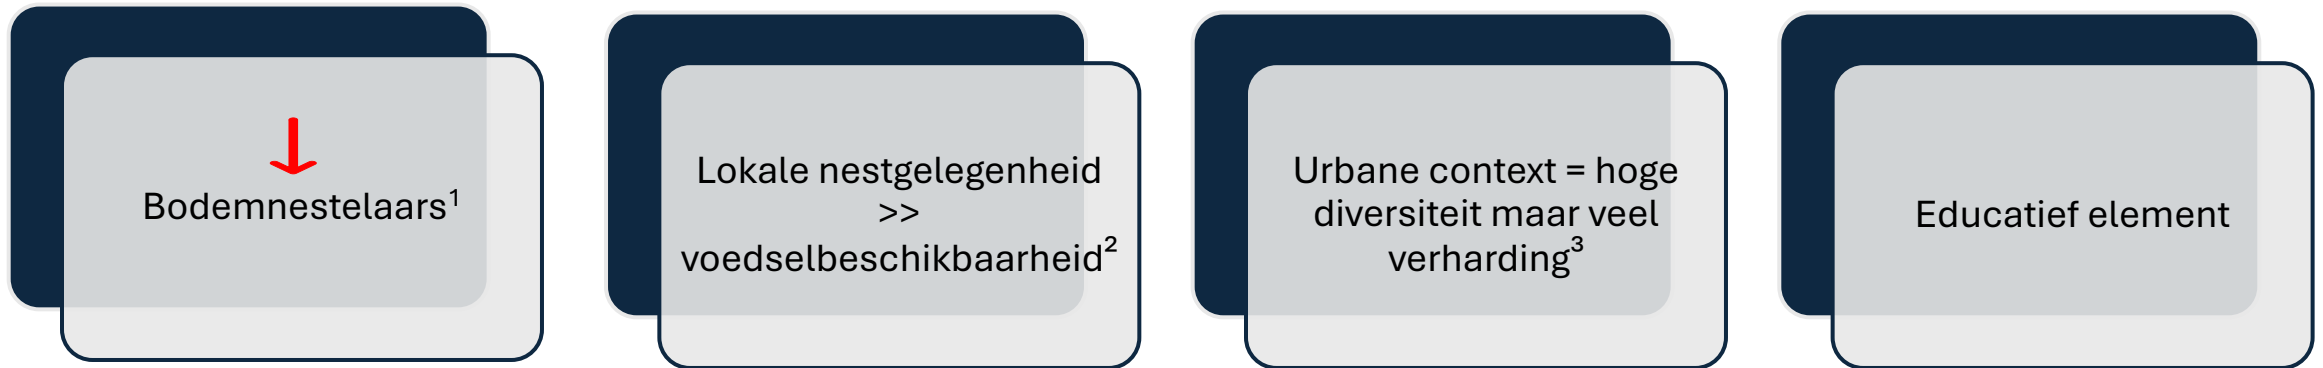 Bodemnestelaars¹
Lokale nestgelegenheid
>>
voedselbeschikbaarheid²
Urbane context = hoge
diversiteit maar veel
verharding³
Educatief element